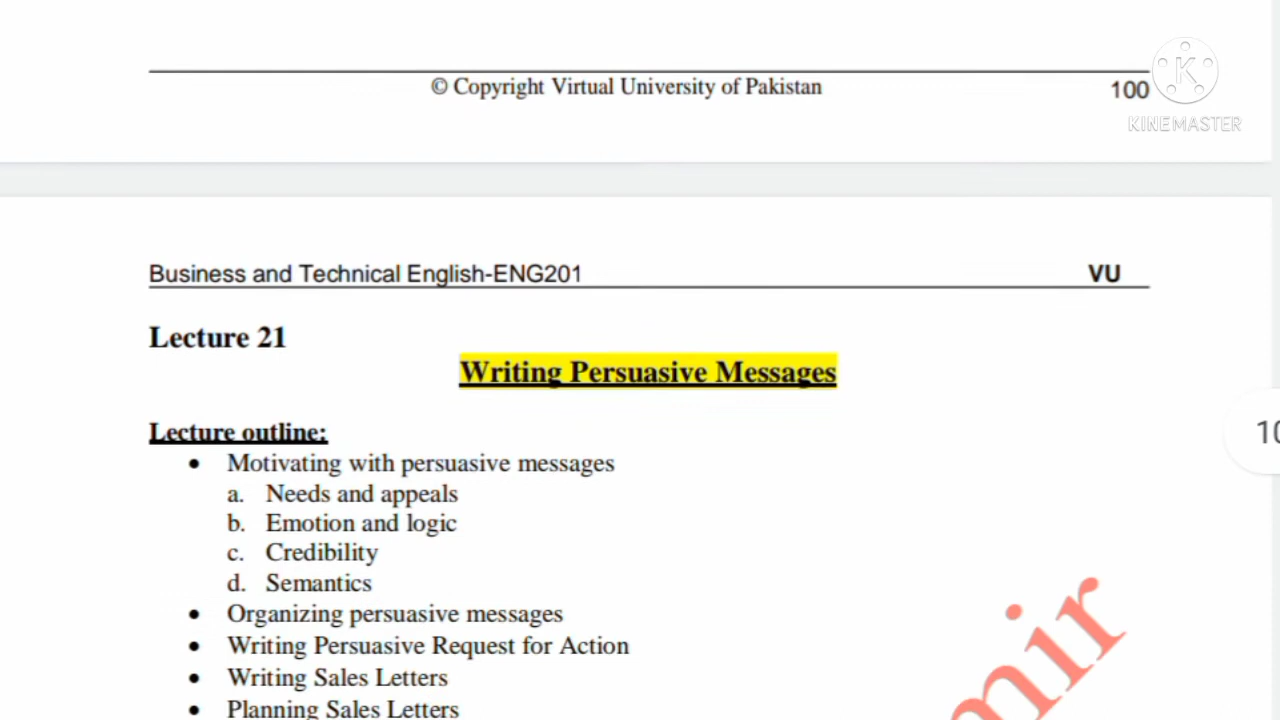 © Copyright Virtual University of Pakistan 100
KINEMASTER
Business and Technical English-ENG201 VU
Lecture 21
Writing Persuasive Messages
Lecture outline:
• Motivating with persuasive messages
a. Needs and appeals
b. Emotion and logic
c. Credibility
d. Semantics
• Organizing persuasive messages
• Writing Persuasive Request for Action
• Writing Sales Letters
• Planning Sales Letters